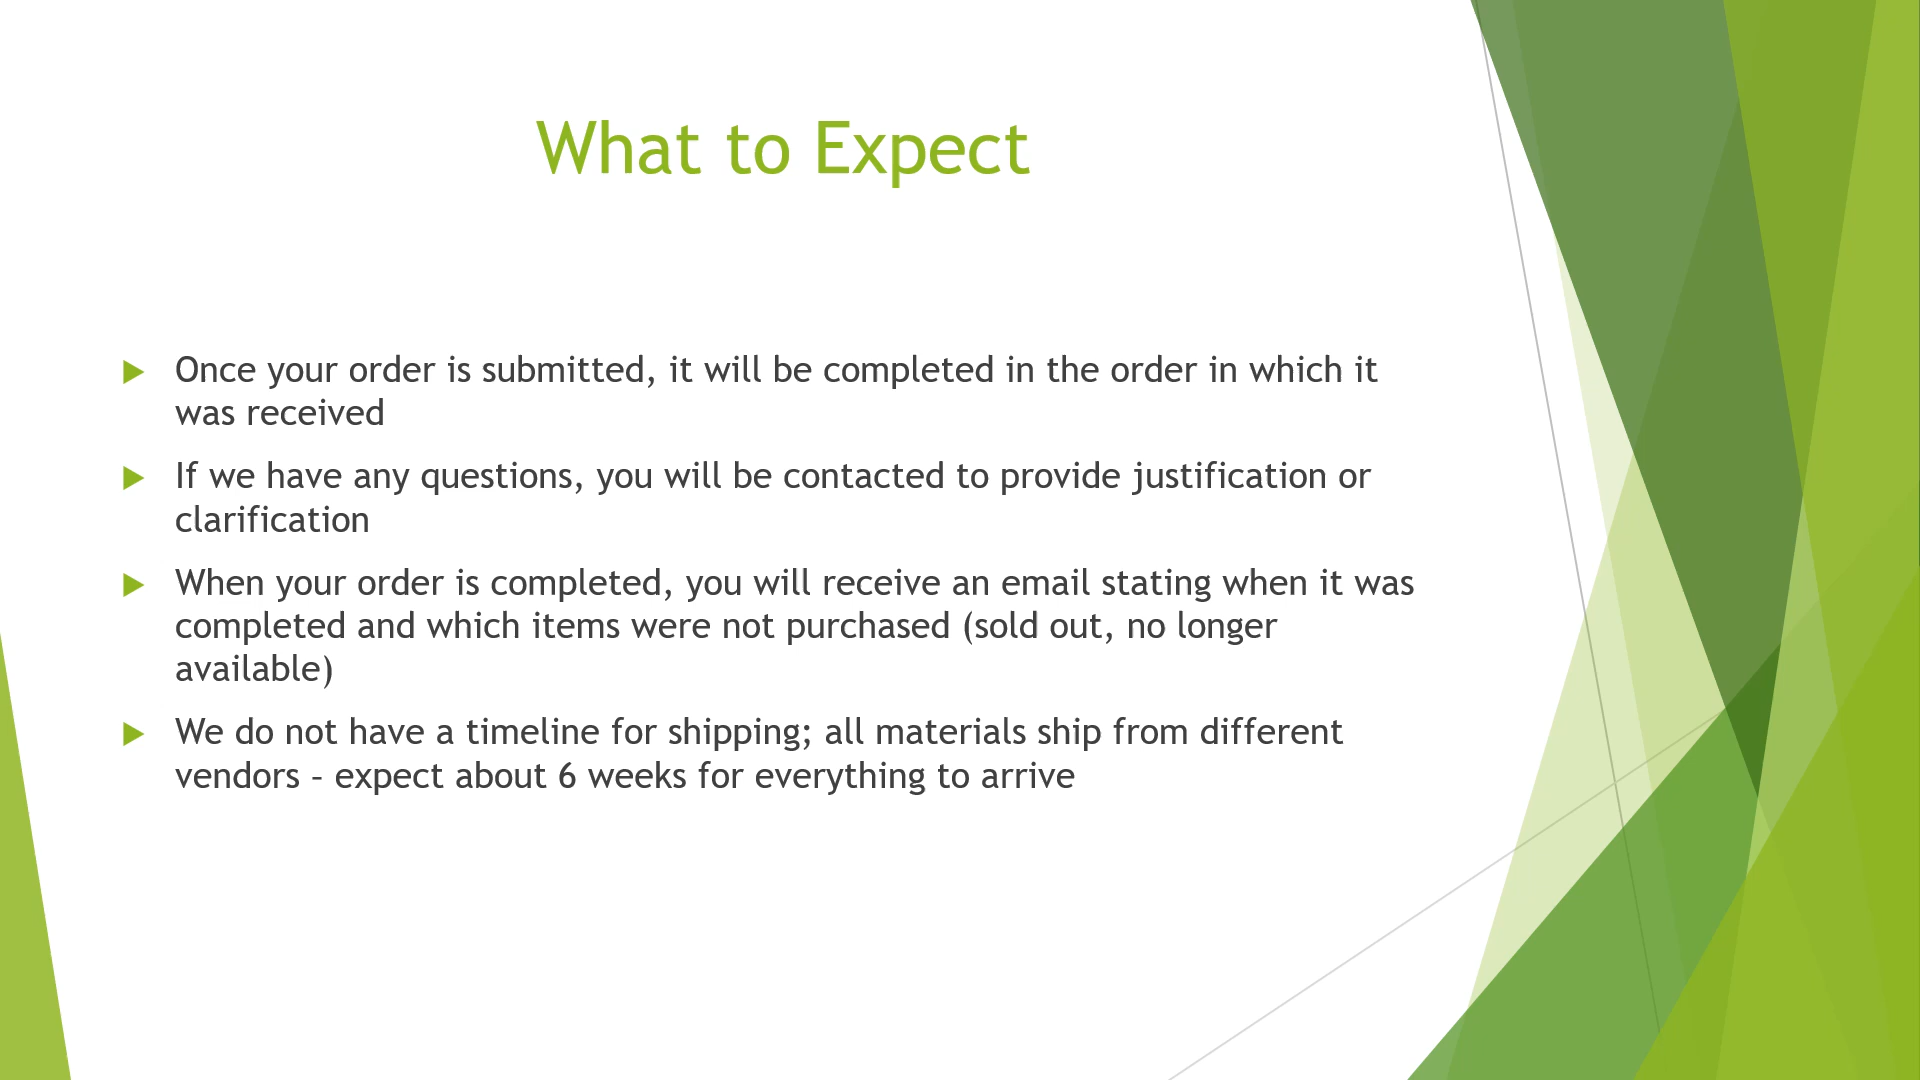 What to Expect
Once your order is submitted, it will be completed in the order in which it
was received
If we have any questions, you will be contacted to provide justification or
clarification
When your order is completed, you will receive an email stating when it was
completed and which items were not purchased (sold out, no longer
available)
We do not have a timeline for shipping; all materials ship from different
vendors – expect about 6 weeks for everything to arrive